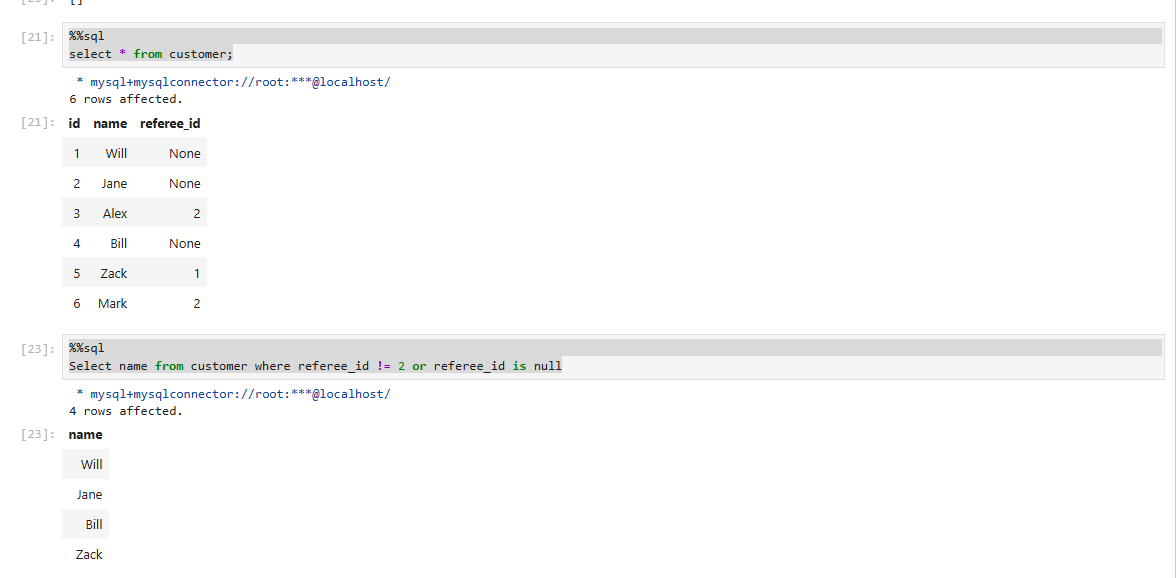 [21]:
%%sql
select * from customer;
* mysql+mysqlconnector://root:***@localhost/
6 rows affected.
[21]:
id name referee_id
1 Will None
2 Jane None
3 Alex 2
4 Bill None
5 Zack 1
6 Mark 2
[23]:
%%sql
Select name from customer where referee_id != 2 or referee_id is null
* mysql+mysqlconnector://root:***@localhost/
4 rows affected.
[23]:
name
Will
Jane
Bill
Zack